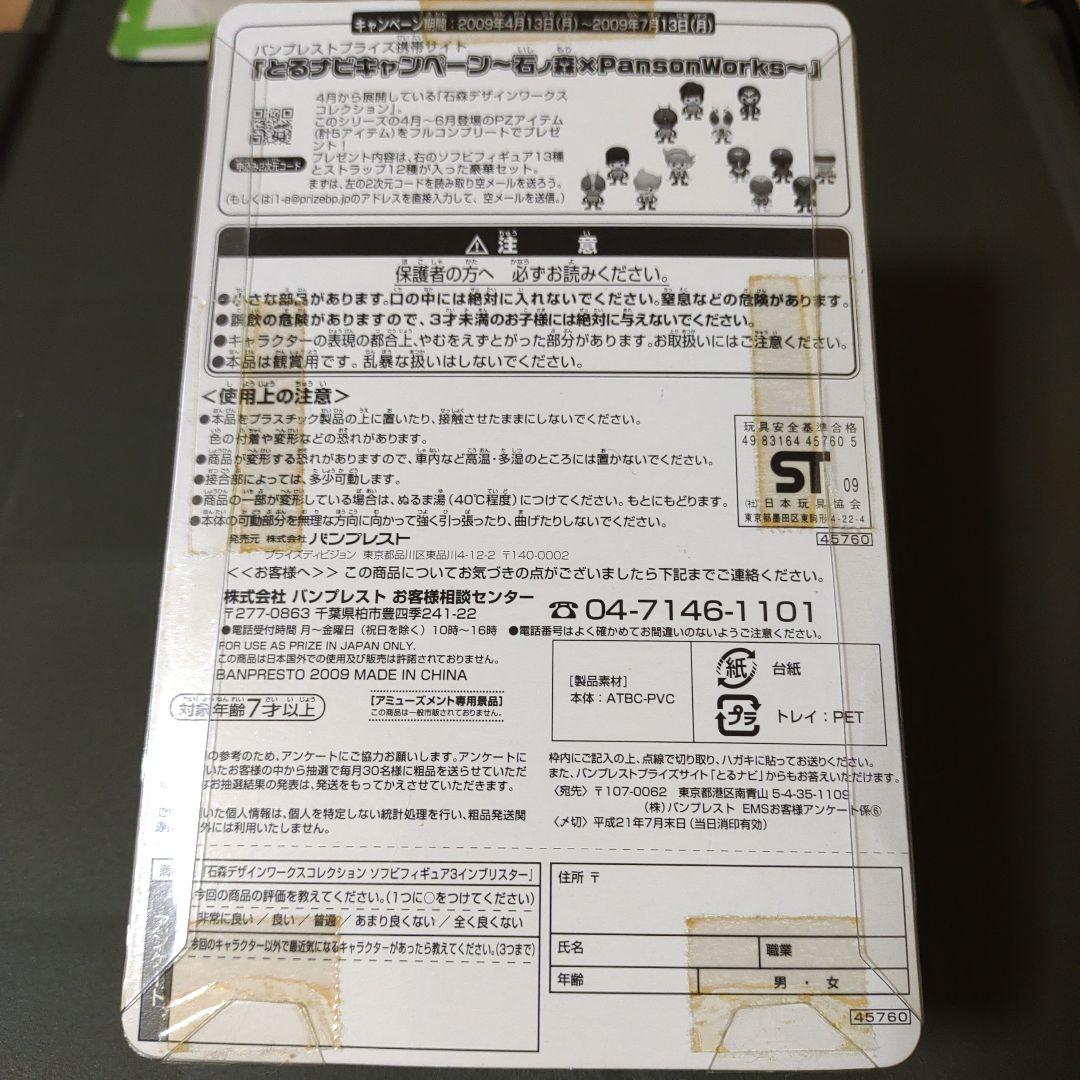 キャンペーン期間：2009年4月13日(月)～2009年7月13日(月)
バンプレストプライズ携帯サイト
「とるナビキャンペーン～石ノ森×PansonWorks～」
4月から展開している「石森デザインワークス
コレクション」。
このシリーズの4月～6月登場のPZアイテム
(計5アイテム)をフルコンプリートでプレゼ
ント！
プレゼント内容は、右のソフビフィギュア13種
とストラップ12種が入った豪華セット。
まずは、左の2次元コードを読み取り空メールを送ろう。
(もしくはi1-a@prizebp.jpのアドレスを直接入力して、空メールを送信。)
申込み2次元コード
⚠注意
保護者の方へ 必ずお読みください。
●小さな部品があります。口の中には絶対に入れないでください。窒息などの危険があります。
●誤飲の危険がありますので、3才未満のお子様には絶対に与えないでください。
●キャラクターの表現の都合上、やむをえずとがった部分があります。お取扱いにはご注意ください。
●本品は観賞用です。乱暴な扱いはしないでください。
＜使用上の注意＞
●本品をプラスチック製品の上に置いたり、接触させたままにしないでください。
色の付着や変形などの恐れがあります。
●商品が変形する恐れがありますので、車内など高温・多湿のところには置かないでください。
●接合部によっては、多少可動します。
●商品の一部が変形している場合は、ぬるま湯(40℃程度)につけてください。もとにもどります。
●本体の可動部分を無理な方向に向かって強く引っ張ったり、曲げたりしないでください。
玩具安全基準合格
49 83164 45760 5
ST 09
(社)日本玩具協会
東京都墨田区東駒形4-22-4
45760
発売元 株式会社 バンプレスト
プライズディビジョン 東京都品川区東品川4-12-2 〒140-0002
<<お客様へ>> この商品についてお気づきの点がございましたら下記までご連絡ください。
株式会社 バンプレスト お客様相談センター
〒277-0863 千葉県柏市豊四季241-22
☎04-7146-1101
●電話受付時間 月～金曜日(祝日を除く)10時～16時 ●電話番号はよく確かめてお間違いのないようご注意ください。
FOR USE AS PRIZE IN JAPAN ONLY.
この商品は日本国外での使用及び販売は許諾されておりません。
BANPRESTO 2009 MADE IN CHINA
対象年齢7才以上
[アミューズメント専用景品]
この商品は一般市販されておりません。
[製品素材]
本体：ATBC-PVC
紙 台紙
プラ トレイ：PET
の参考のため、アンケートにご協力お願いします。アンケートに
いたお客様の中から抽選で毎月30名様に粗品を送らせていただ
お抽選結果の発表は、発送をもってかえさせていただきます。
いた個人情報は、個人を特定しない統計処理を行い、粗品発送関
外には利用いたしません。
枠内にご記入の上、点線で切り取り、ハガキに貼ってお送りください。
また、バンプレストプライズサイト「とるナビ」からもお答えいただけます。
〈宛先〉〒107-0062 東京都港区南青山5-4-35-1109
(株)バンプレスト EMSお客様アンケート係⑥
〈〆切〉平成21年7月末日(当日消印有効)
「石森デザインワークスコレクション ソフビフィギュア3インブリスター」
今回の商品の評価を教えてください。(1つに○をつけてください)
非常に良い ／ 良い ／ 普通 ／ あまり良くない ／ 全く良くない
今回のキャラクター以外で最近気になるキャラクターがあったら教えてください。(3つまで)
住所 〒
氏名
職業
年齢
男・女
45760